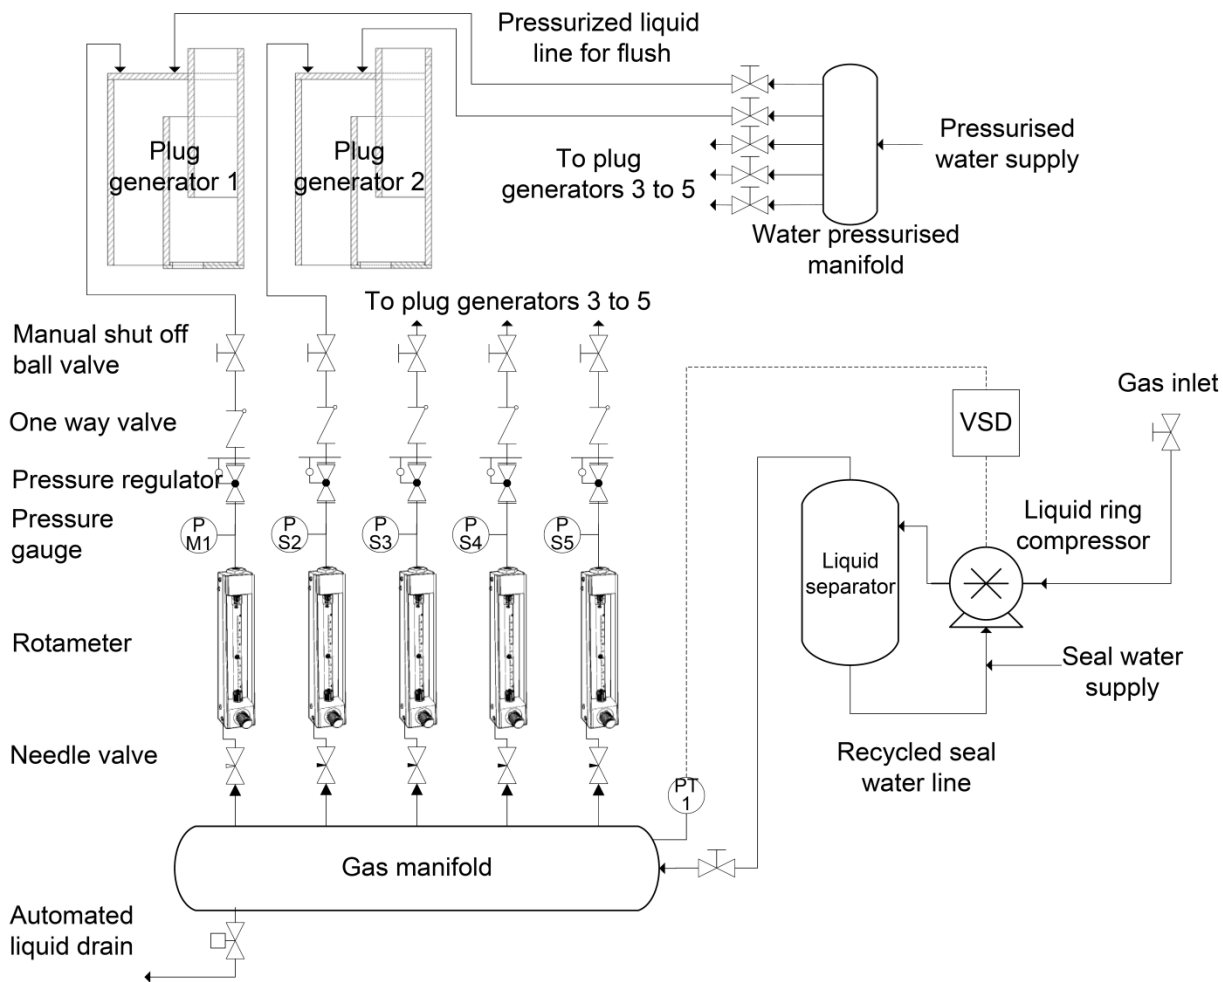 Pressurized liquid
line for flush
Plug
generator 1
Plug
generator 2
To plug
generators 3 to 5
Pressurised
water supply
Water pressurised
manifold
To plug generators 3 to 5
Manual shut off
ball valve
One way valve
Pressure regulator
Pressure
gauge
P
M1
P
S2
P
S3
P
S4
P
S5
Rotameter
Needle valve
VSD
Gas inlet
Liquid ring
compressor
Liquid
separator
Seal water
supply
Recycled seal
water line
PT
1
Gas manifold
Automated
liquid drain